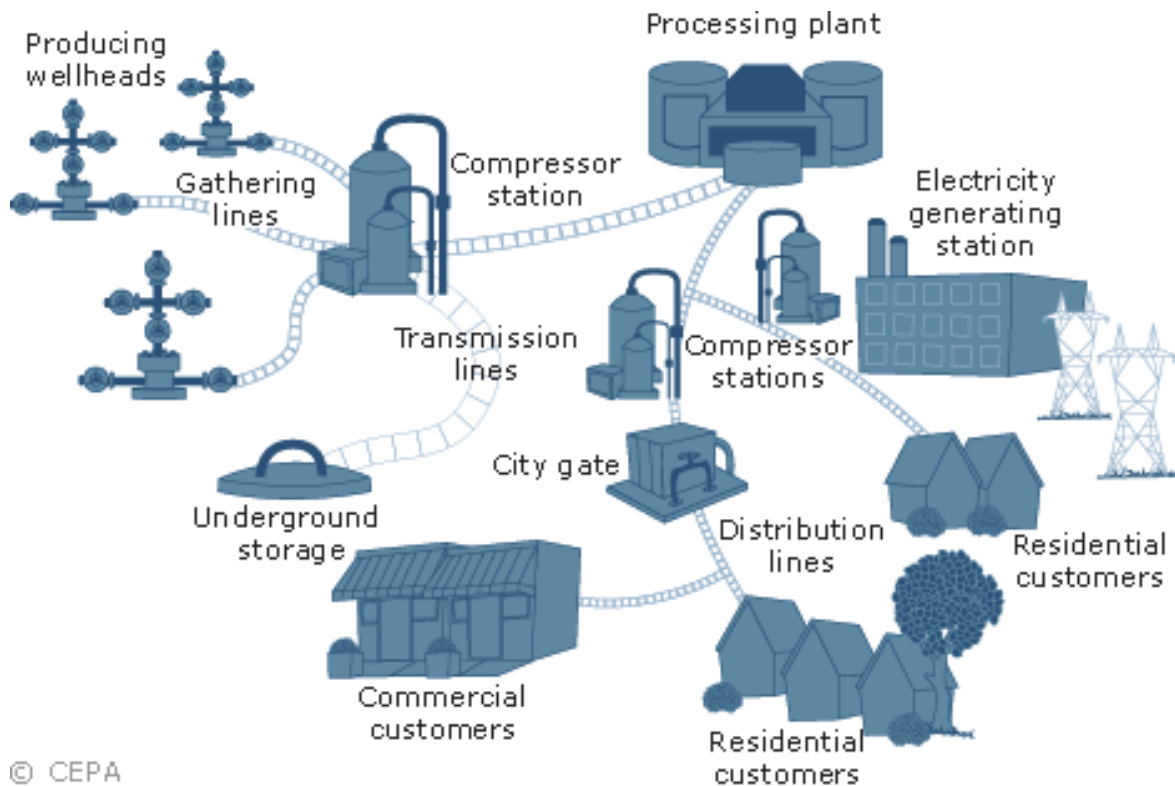 Processing plant
Producing
wellheads
Gathering
lines
Compressor
station
Electricity
generating
station
Transmission
lines
Compressor
stations
City gate
Underground
storage
Distribution
lines
Residential
customers
Commercial
customers
Residential
customers
© CEPA